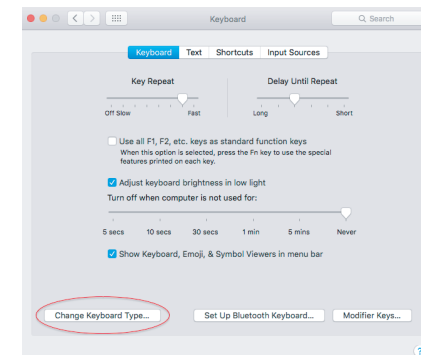 Keyboard
Search
Keyboard Text Shortcuts Input Sources
Key Repeat Delay Until Repeat
Off Slow Fast Long Short
Use all F1, F2, etc. keys as standard function keys
When this option is selected, press the Fn key to use the special
features printed on each key.
Adjust keyboard brightness in low light
Turn off when computer is not used for:
5 secs 10 secs 30 secs 1 min 5 mins Never
Show Keyboard, Emoji, & Symbol Viewers in menu bar
Change Keyboard Type... Set Up Bluetooth Keyboard... Modifier Keys...
?